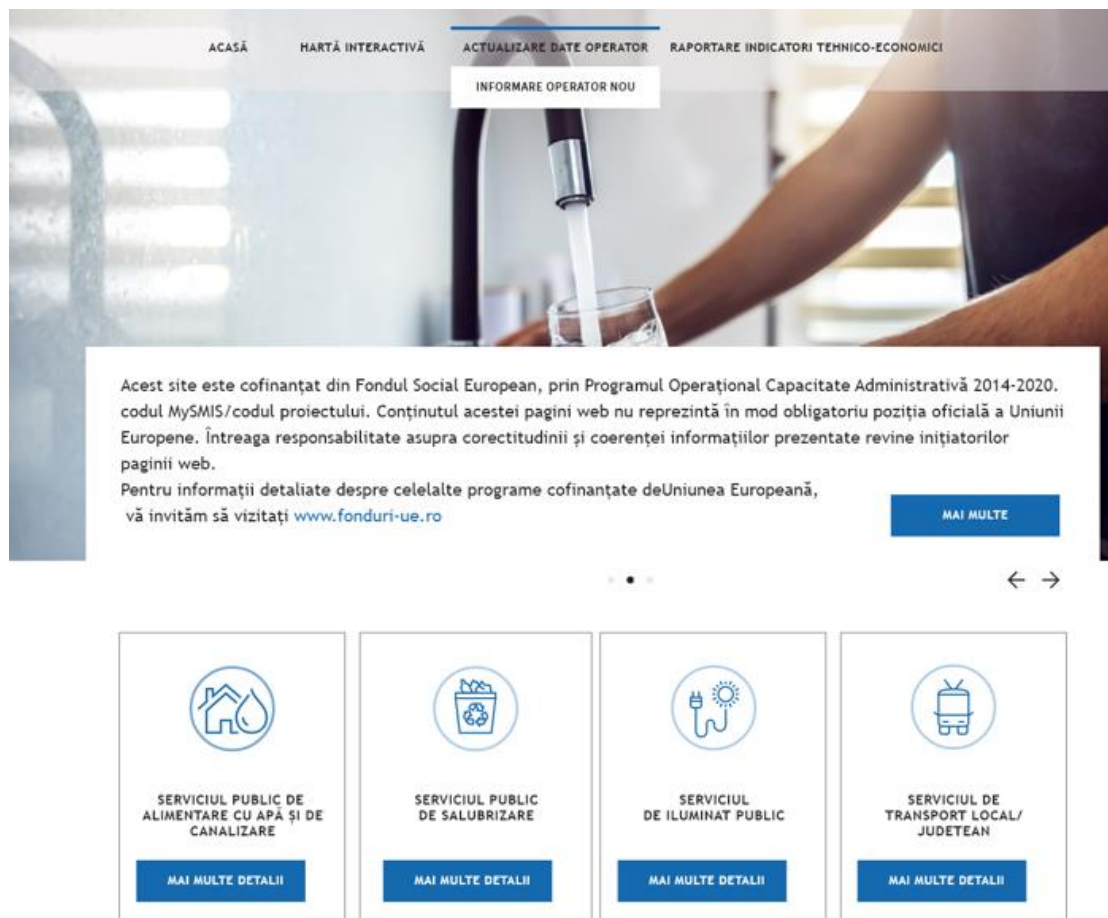 ACASĂ HARTĂ INTERACTIVĂ ACTUALIZARE DATE OPERATOR RAPORTARE INDICATORI TEHNICO-ECONOMICI
INFORMARE OPERATOR NOU
Acest site este cofinanțat din Fondul Social European, prin Programul Operațional Capacitate Administrativă 2014-2020.
codul MySMIS/codul proiectului. Conținutul acestei pagini web nu reprezintă în mod obligatoriu poziția oficială a Uniunii
Europene. Întreaga responsabilitate asupra corectitudinii și coerenței informațiilor prezentate revine inițiatorilor
paginii web.
Pentru informații detaliate despre celelalte programe cofinanțate deUniunea Europeană,
vă invităm să vizitați www.fonduri-ue.ro
MAI MULTE
SERVICIUL PUBLIC DE
ALIMENTARE CU APĂ ȘI DE
CANALIZARE
MAI MULTE DETALII
SERVICIUL PUBLIC
DE SALUBRIZARE
MAI MULTE DETALII
SERVICIUL
DE ILUMINAT PUBLIC
MAI MULTE DETALII
SERVICIUL DE
TRANSPORT LOCAL/
JUDETEAN
MAI MULTE DETALII